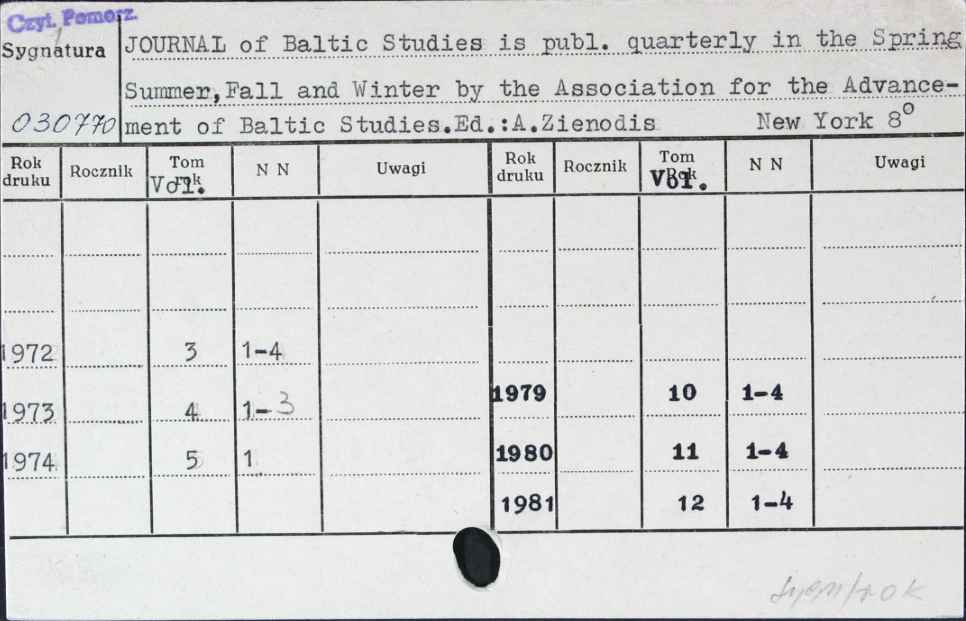 Czyt. Pomorz.
Sygnatura
030770
JOURNAL of Baltic Studies is publ. quarterly in the Spring
Summer,Fall and Winter by the Association for the Advance-
ment of Baltic Studies.Ed.:A.Zienodis New York 8°
Rok druku Rocznik Tom Vol. N N Uwagi Rok druku Rocznik Tom Vol. N N Uwagi
1972 3 1-4
1973 4 1-3 1979 10 1-4
1974 5 1 1980 11 1-4
1981 12 1-4